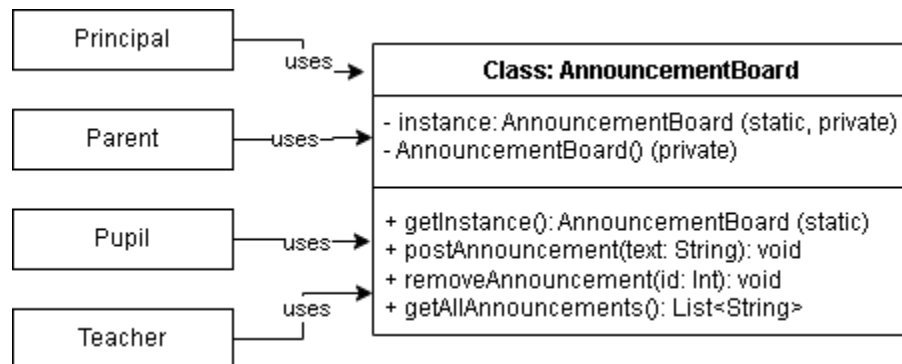 Principal
uses
Class: AnnouncementBoard
- instance: AnnouncementBoard (static, private)
- AnnouncementBoard() (private)
Parent
uses
Pupil
uses
+ getInstance(): AnnouncementBoard (static)
+ postAnnouncement(text: String): void
+ removeAnnouncement(id: Int): void
+ getAllAnnouncements(): List<String>
uses
Teacher